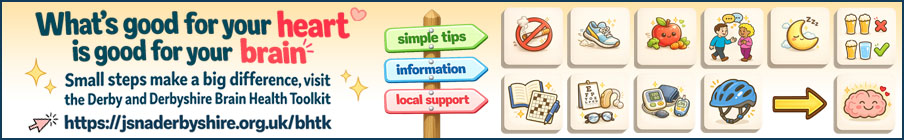 What's good for your heart
is good for your brain
Small steps make a big difference, visit
the Derby and Derbyshire Brain Health Toolkit
https://jsnaderbyshire.org.uk/bhtk
simple tips
information
local support